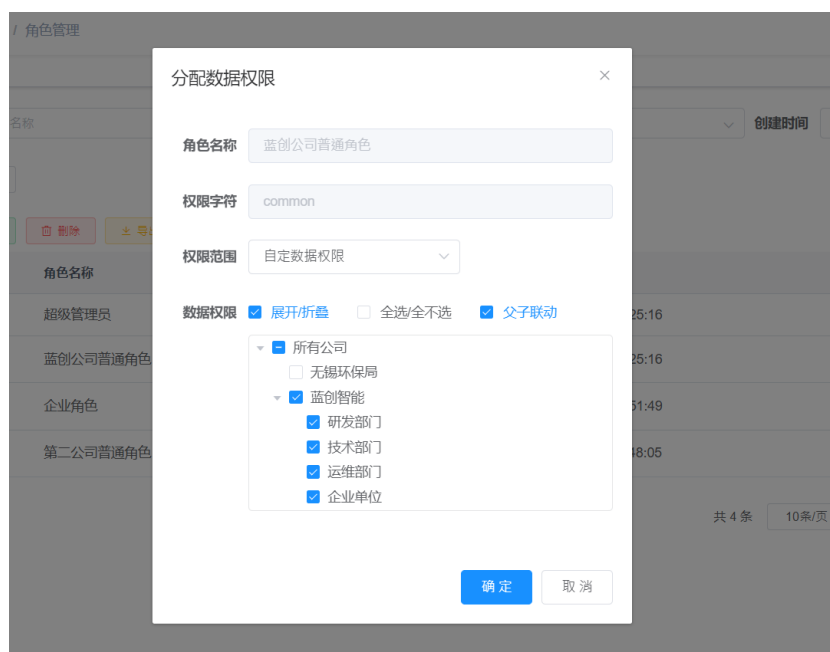 / 角色管理
分配数据权限
名称
角色名称 蓝创公司普通角色
创建时间
权限字符 common
删除
权限范围 自定数据权限
角色名称
数据权限 展开/折叠 全选/全不选 父子联动
超级管理员
25:16
所有公司
蓝创公司普通角色
无锡环保局
25:16
蓝创智能
企业角色
51:49
研发部门
技术部门
第二公司普通角色
48:05
运维部门
企业单位
共 4 条 10条/页
确 定 取 消